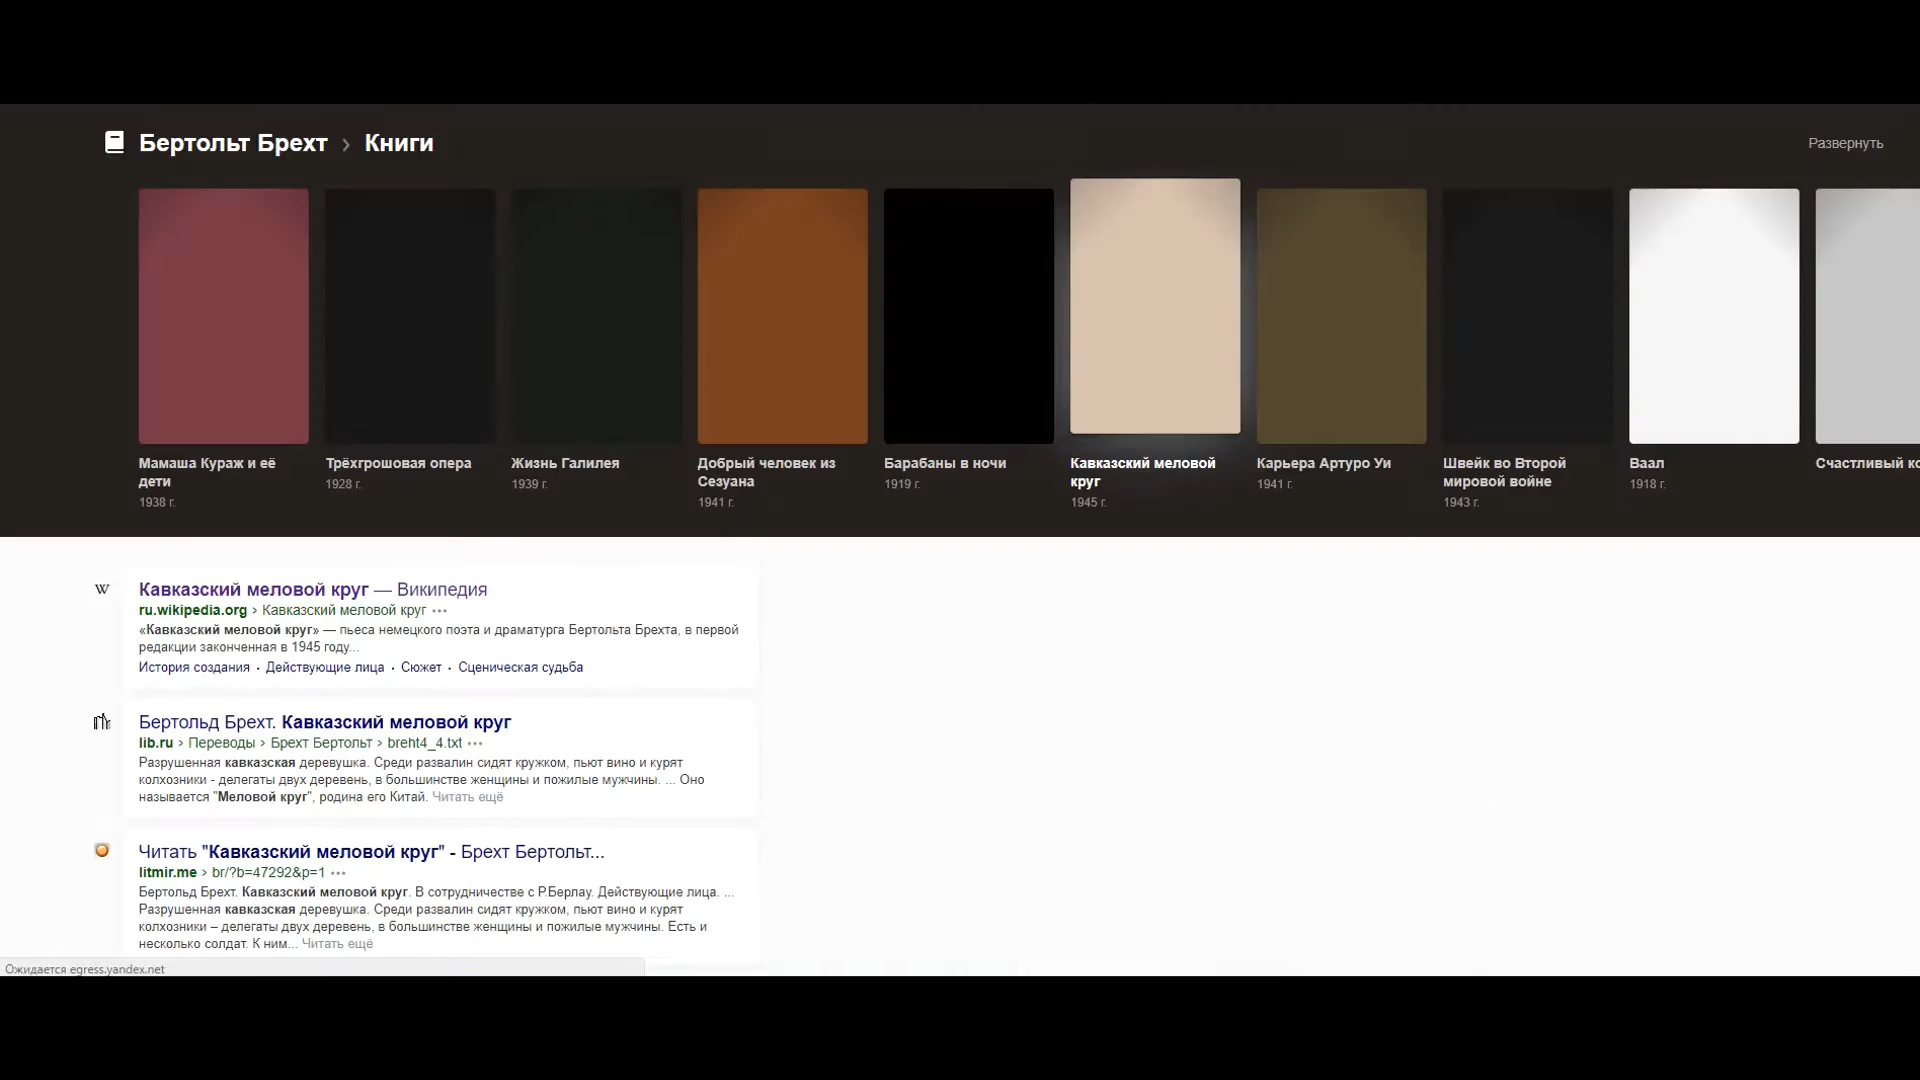 Бертольт Брехт › Книги
Развернуть
Мамаша Кураж и её дети
1938 г.
Трёхгрошовая опера
1928 г.
Жизнь Галилея
1939 г.
Добрый человек из Сезуана
1941 г.
Барабаны в ночи
1919 г.
Кавказский меловой круг
1945 г.
Карьера Артуро Уи
1941 г.
Швейк во Второй мировой войне
1943 г.
Ваал
1918 г.
Счастливый
W
Кавказский меловой круг — Википедия
ru.wikipedia.org › Кавказский меловой круг •••
«Кавказский меловой круг» — пьеса немецкого поэта и драматурга Бертольта Брехта, в первой
редакции законченная в 1945 году...
История создания · Действующие лица · Сюжет · Сценическая судьба
Бертольд Брехт. Кавказский меловой круг
lib.ru › Переводы › Брехт Бертольт › breht4_4.txt •••
Разрушенная кавказская деревушка. Среди развалин сидят кружком, пьют вино и курят
колхозники - делегаты двух деревень, в большинстве женщины и пожилые мужчины. ... Оно
называется "Меловой круг", родина его Китай. Читать ещё
Читать "Кавказский меловой круг" - Брехт Бертольт...
litmir.me › br/?b=47292&p=1 •••
Бертольд Брехт. Кавказский меловой круг. В сотрудничестве с Р.Берлау. Действующие лица. ...
Разрушенная кавказская деревушка. Среди развалин сидят кружком, пьют вино и курят
колхозники – делегаты двух деревень, в большинстве женщины и пожилые мужчины. Есть и
несколько солдат. К ним... Читать ещё
Ожидается egress.yandex.net